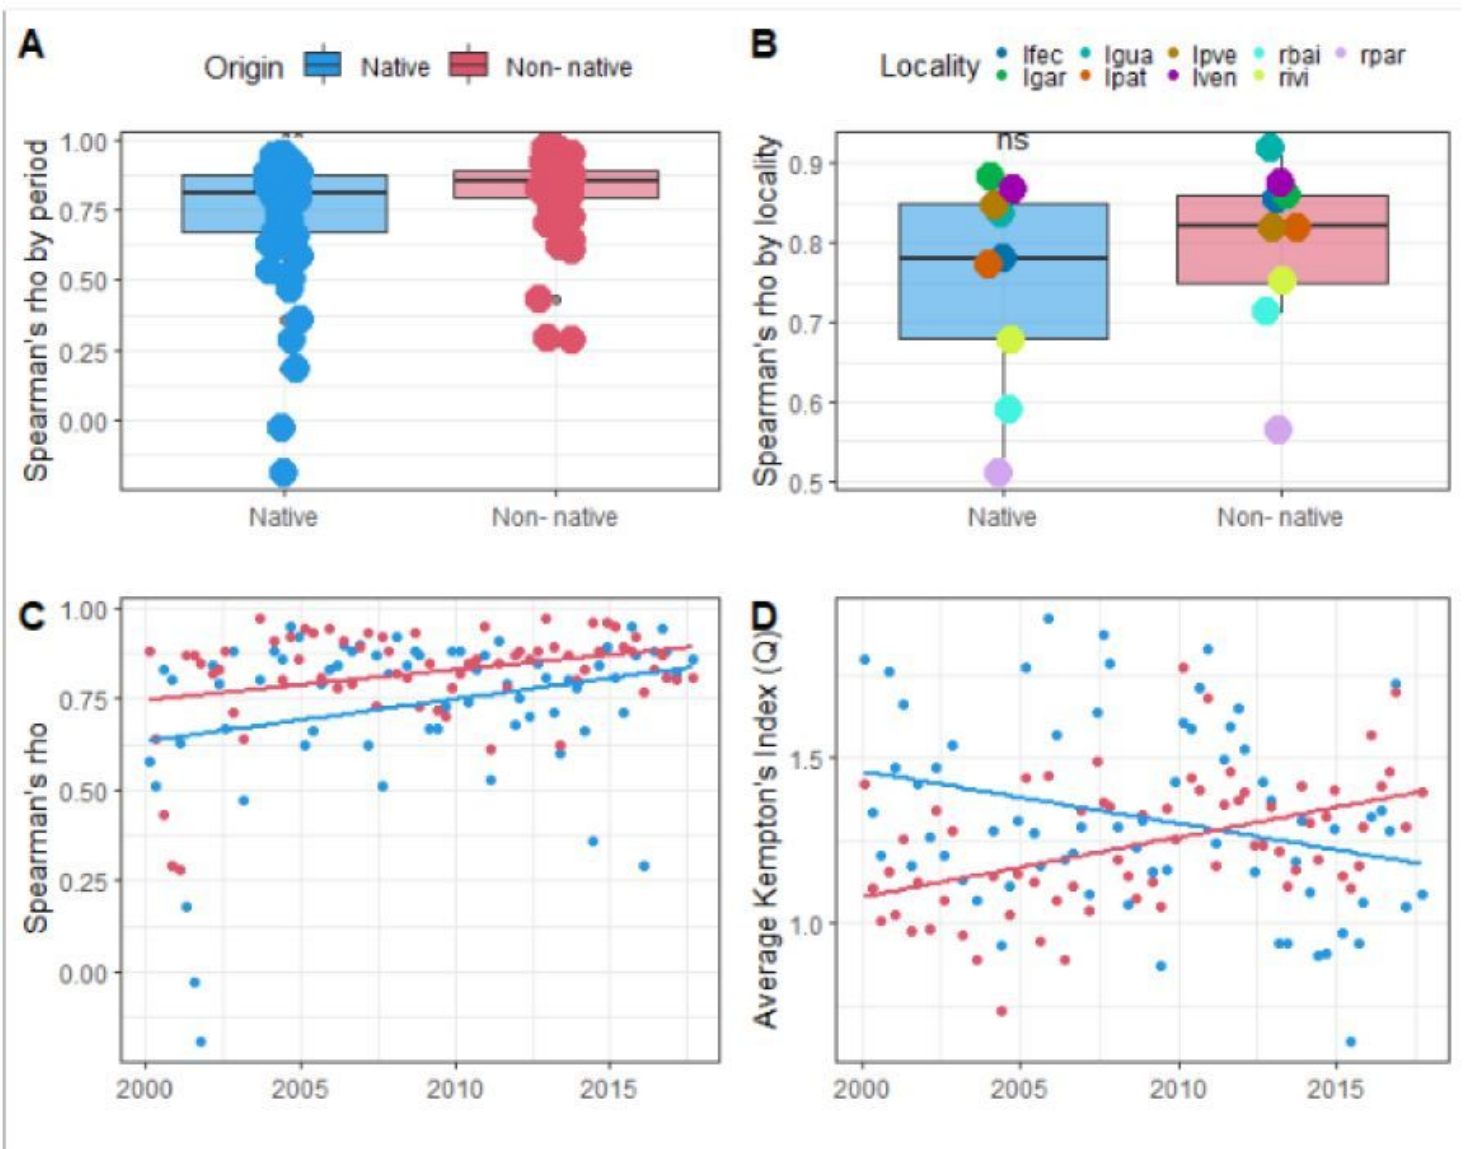 A
Origin Native Non- native
Spearman's rho by period
1.00
0.75
0.50
0.25
0.00
Native Non- native
B
Locality lfec lgua lpve rbai rpar
lgar lpat lven rivi
Spearman's rho by locality
ns
0.9
0.8
0.7
0.6
0.5
Native Non- native
C
Spearman's rho
1.00
0.75
0.50
0.25
0.00
2000 2005 2010 2015
D
Average Kempton's Index (Q)
1.5
1.0
2000 2005 2010 2015